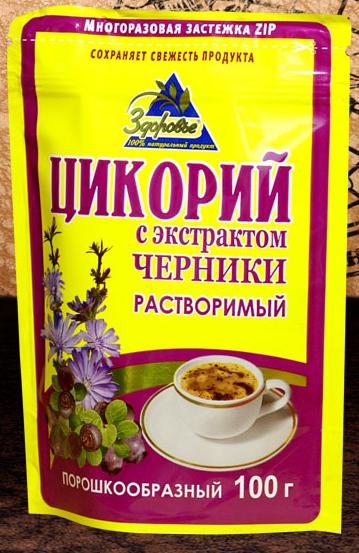 Многоразовая застежка ZIP
СОХРАНЯЕТ СВЕЖЕСТЬ ПРОДУКТА
Здоровье
100% натуральный продукт
ЦИКОРИЙ
с экстрактом
ЧЕРНИКИ
РАСТВОРИМЫЙ
ПОРОШКООБРАЗНЫЙ 100 г